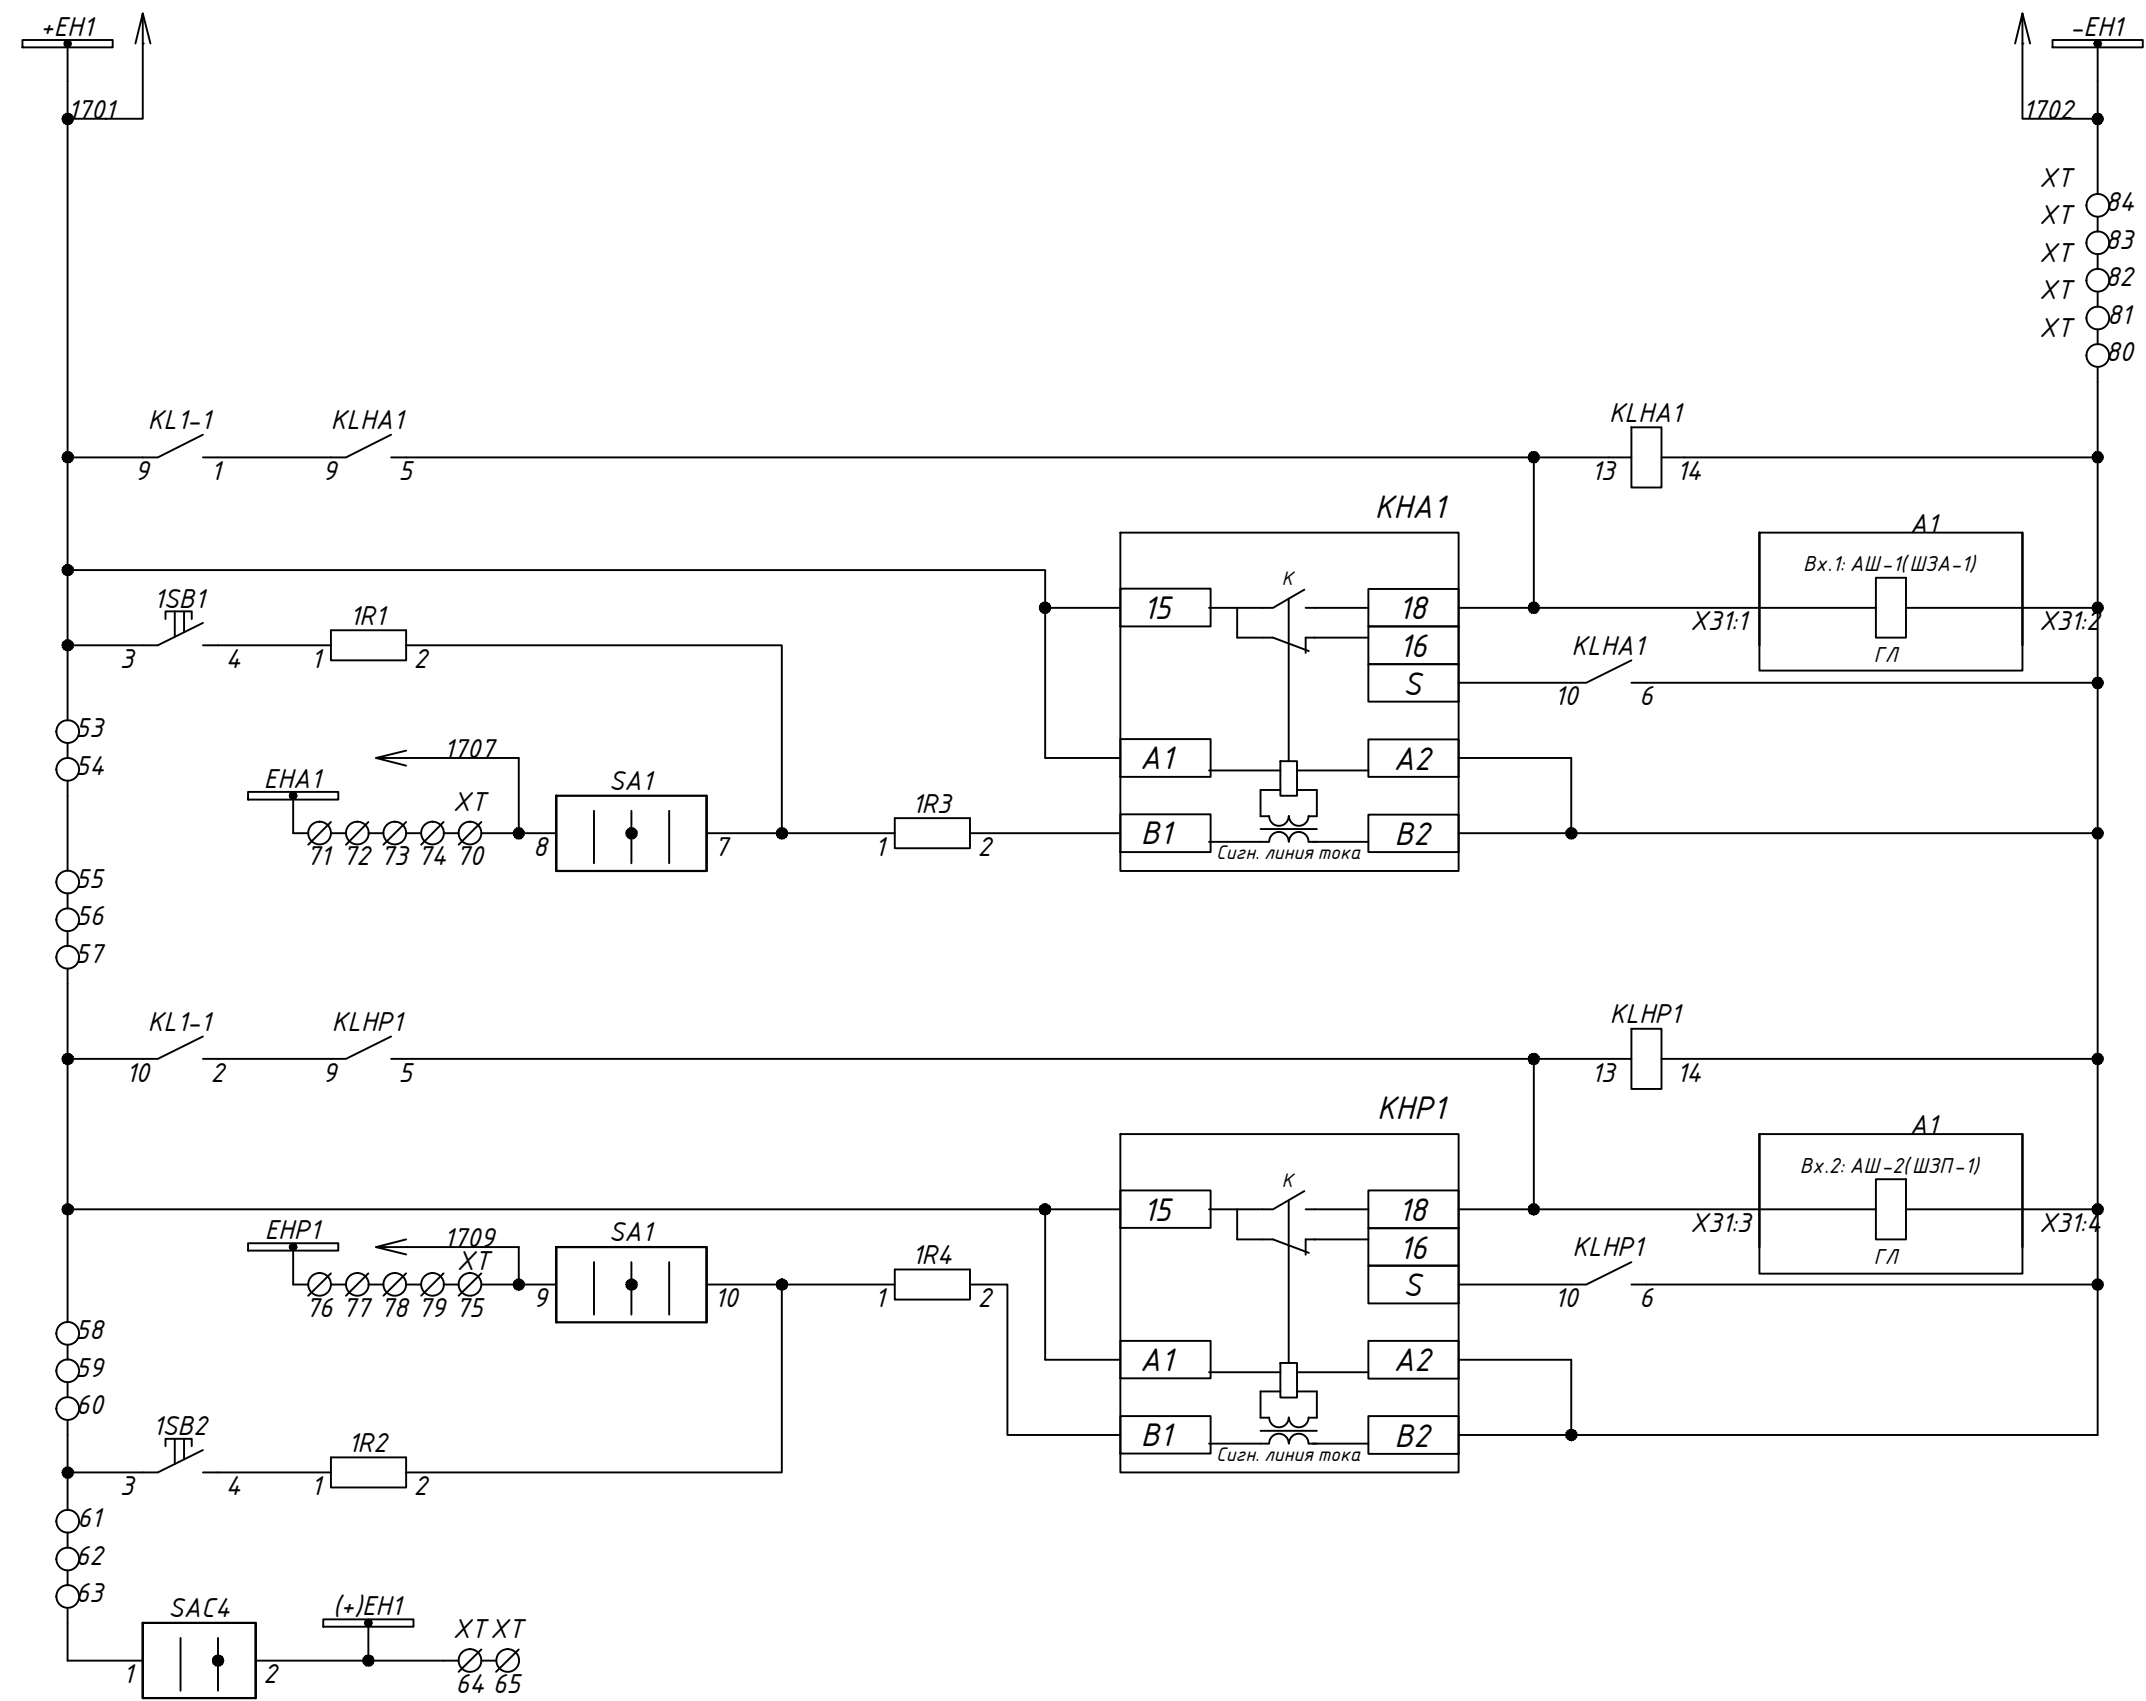 +EH1
-EH1
1701
1702
XT
84
XT
83
XT
82
XT
81
XT
80
KL1-1
KLHA1
KLHA1
9
1
9
5
13
14
KHA1
A1
Вх.1: АШ-1(ШЗА-1)
K
1SB1
1R1
15
18
X31:1
X31:2
3
4
1
2
16
KLHA1
ГЛ
S
10
6
53
54
1707
A1
A2
EHA1
XT
SA1
1R3
71
72
73
74
70
8
7
1
2
B1
B2
Сигн. линия тока
55
56
57
KL1-1
KLHP1
KLHP1
10
2
9
5
13
14
KHP1
A1
Вх.2: АШ-2(ШЗП-1)
K
15
18
X31:3
X31:4
EHP1
1709
XT
SA1
1R4
16
KLHP1
ГЛ
76
77
78
79
75
9
10
1
2
S
10
6
58
59
60
A1
A2
1SB2
1R2
B1
B2
Сигн. линия тока
3
4
1
2
61
62
63
SAC4
(+)EH1
XT
XT
1
2
64
65